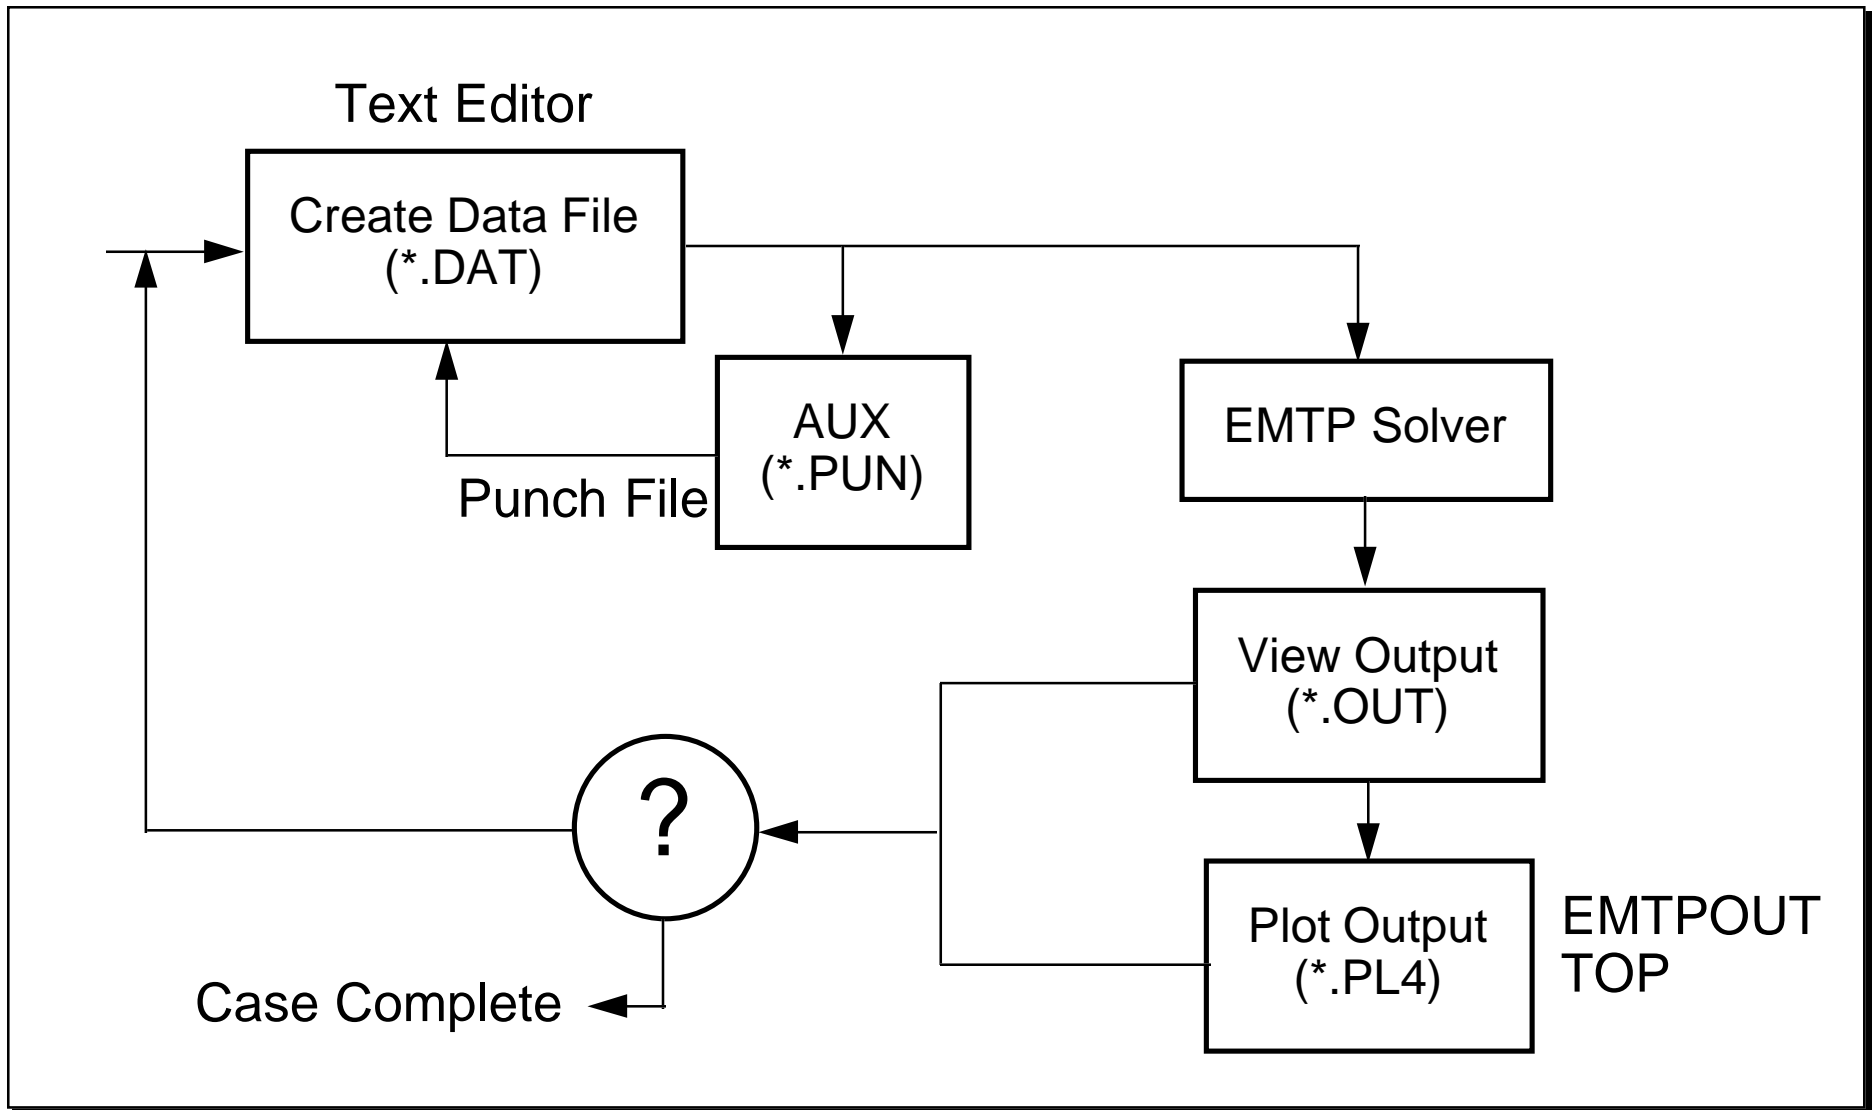 Text Editor
Create Data File
(*.DAT)
AUX
(*.PUN)
Punch File
EMTP Solver
View Output
(*.OUT)
?
Plot Output
(*.PL4)
EMTPOUT
TOP
Case Complete